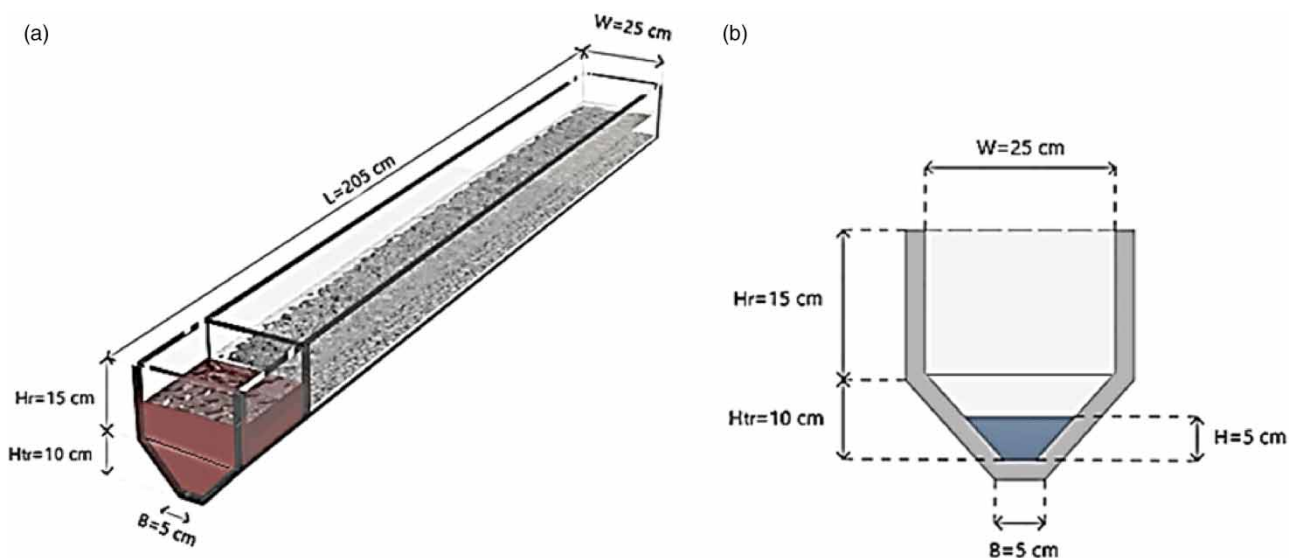 (a)
W=25 cm
L=205 cm
Hr=15 cm
Htr=10 cm
B=5 cm
(b)
W=25 cm
Hr=15 cm
Htr=10 cm
H=5 cm
B=5 cm